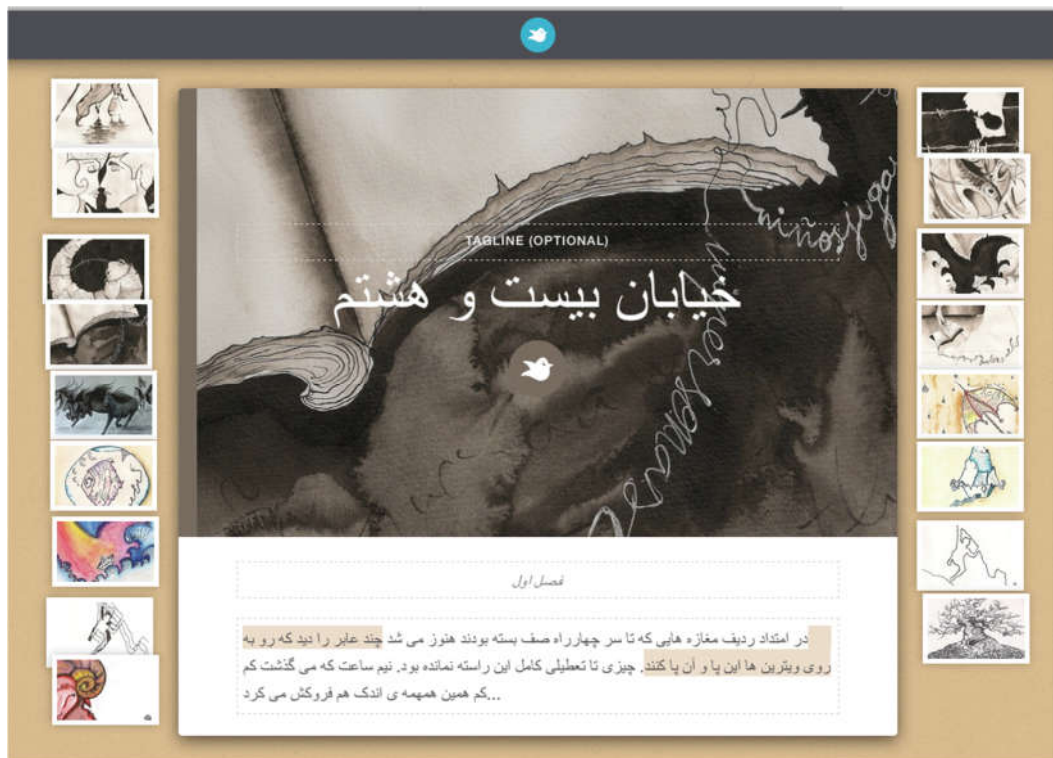 TAGLINE (OPTIONAL)
خیابان بیست و هشتم
niñosjuga
فصل اول
در امتداد ردیف مغازه هایی که تا سر چهارراه صف بسته بودند هنوز می شد چند عابر را دید که رو به
روی ویترین ها این پا و آن پا کنند. چیزی تا تعطیلی کامل این راسته نمانده بود. نیم ساعت که می گذشت کم
کم همین همهمه ی اندک هم فروکش می کرد...